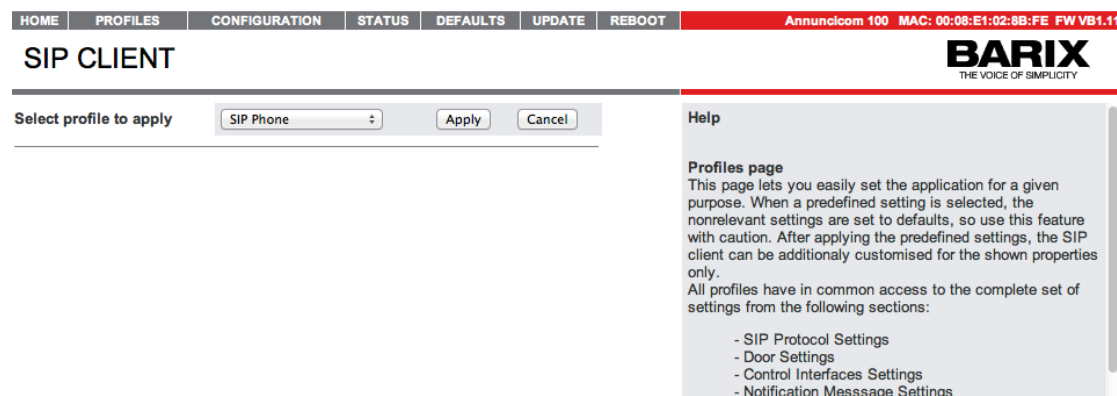 HOME PROFILES CONFIGURATION STATUS DEFAULTS UPDATE REBOOT Annuncicom 100 MAC: 00:08:E1:02:8B:FE FW VB1.11
SIP CLIENT
BARIX
THE VOICE OF SIMPLICITY
Select profile to apply SIP Phone Apply Cancel
Help
Profiles page
This page lets you easily set the application for a given
purpose. When a predefined setting is selected, the
nonrelevant settings are set to defaults, so use this feature
with caution. After applying the predefined settings, the SIP
client can be additionaly customised for the shown properties
only.
All profiles have in common access to the complete set of
settings from the following sections:
- SIP Protocol Settings
- Door Settings
- Control Interfaces Settings
- Notification Messsage Settings